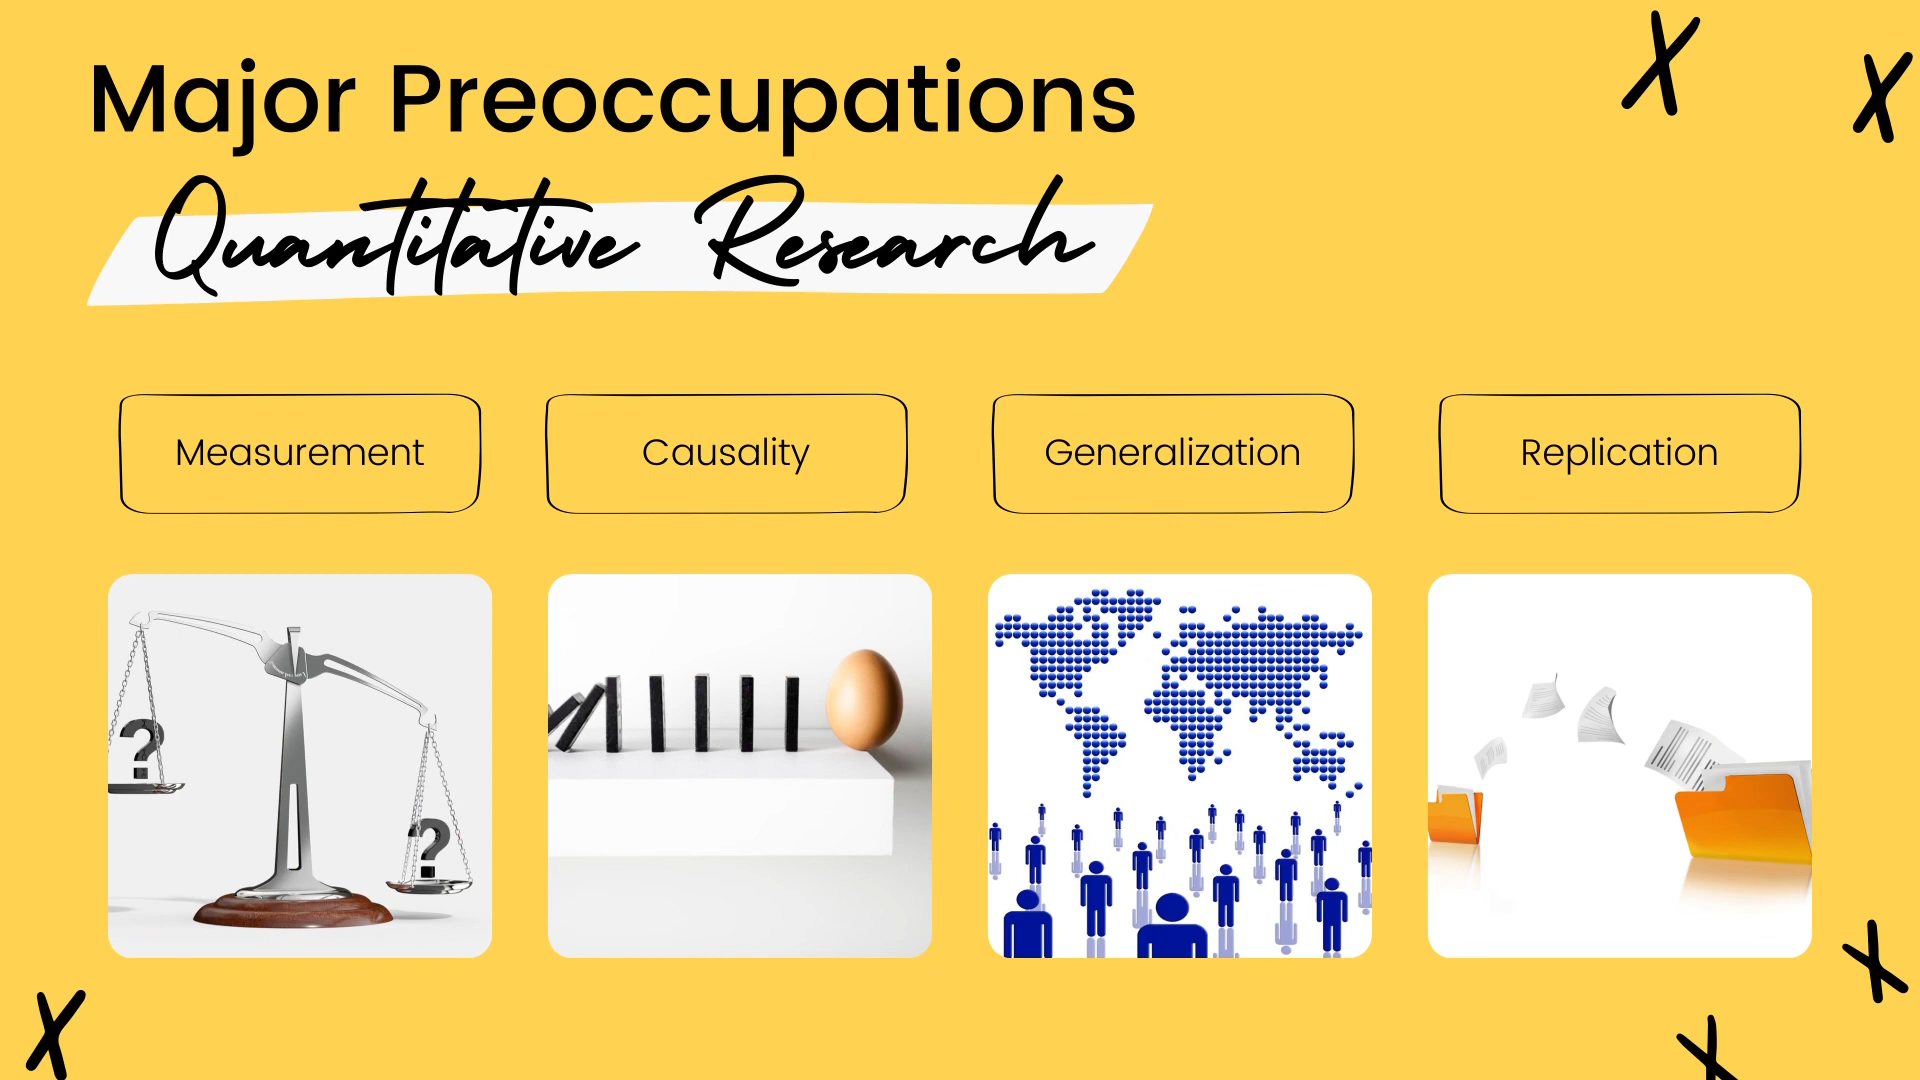 Major Preoccupations
Quantitative Research
Measurement
Causality
Generalization
Replication
?
?